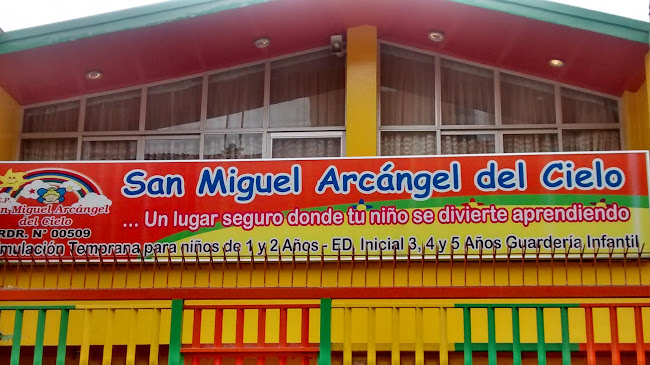 San Miguel Arcángel del Cielo
... Un lugar seguro donde tu niño se divierte aprendiendo
Temprana para niños de 1 y 2 Años - ED. Inicial 3, 4 y 5 Años Guardería Infantil
San Miguel Arcángel
del Cielo
RDR. N° 00509